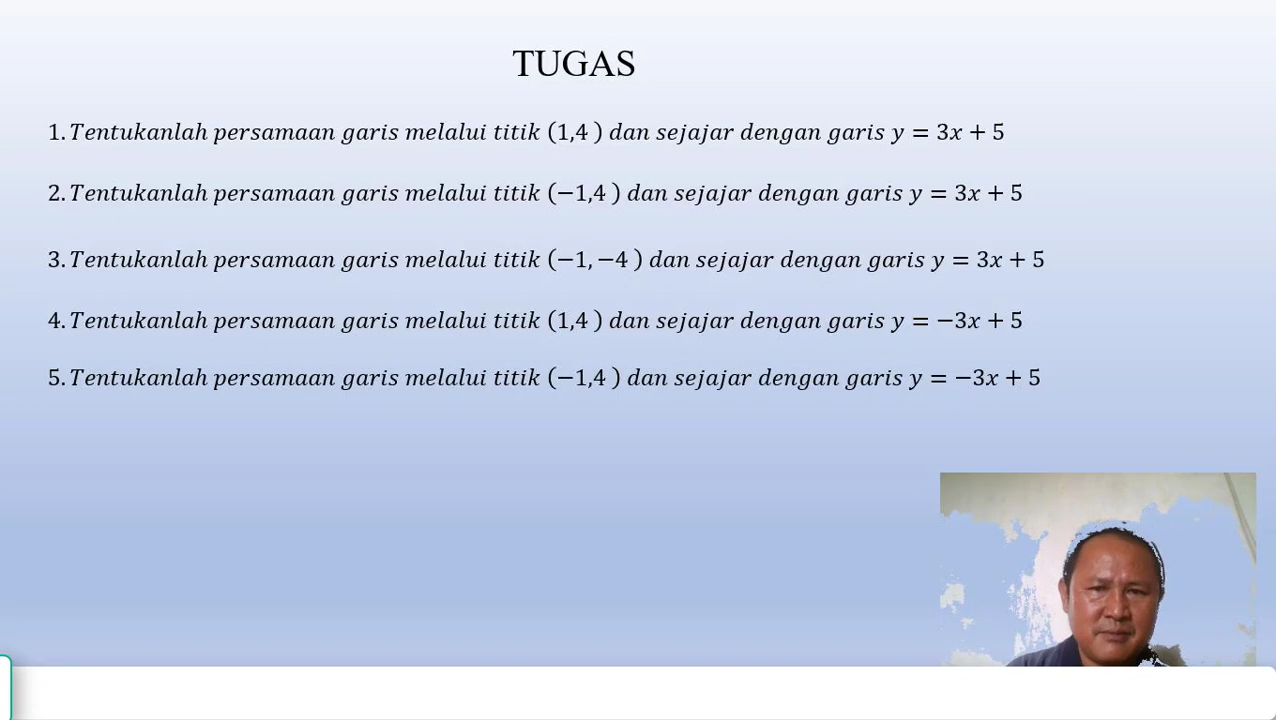 TUGAS
1. Tentukanlah persamaan garis melalui titik (1,4 ) dan sejajar dengan garis y = 3x + 5
2. Tentukanlah persamaan garis melalui titik (−1,4 ) dan sejajar dengan garis y = 3x + 5
3. Tentukanlah persamaan garis melalui titik (−1, −4 ) dan sejajar dengan garis y = 3x + 5
4. Tentukanlah persamaan garis melalui titik (1,4 ) dan sejajar dengan garis y = −3x + 5
5. Tentukanlah persamaan garis melalui titik (−1,4 ) dan sejajar dengan garis y = −3x + 5